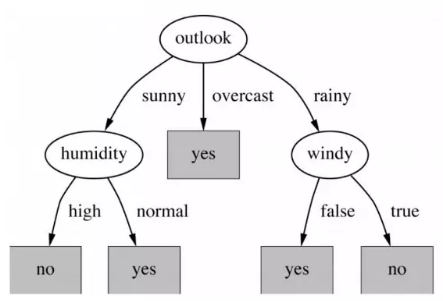 outlook
sunny overcast rainy
humidity yes windy
high normal false true
no yes yes no